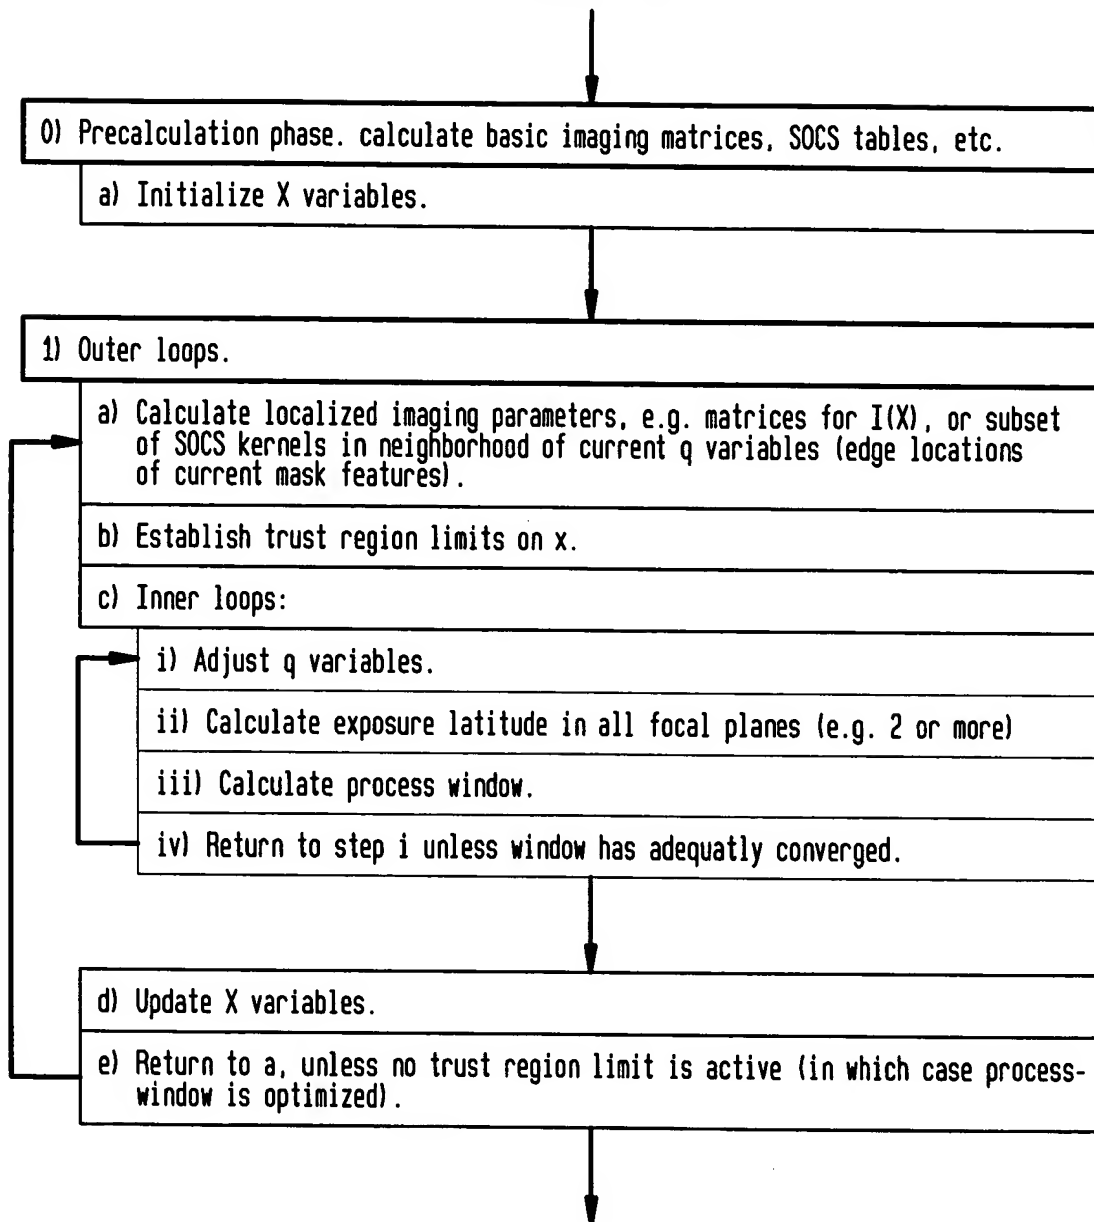 0) Precalculation phase. calculate basic imaging matrices, SOCS tables, etc.
a) Initialize X variables.
1) Outer loops.
a) Calculate localized imaging parameters, e.g. matrices for I(X), or subset
of SOCS kernels in neighborhood of current q variables (edge locations
of current mask features).
b) Establish trust region limits on x.
c) Inner loops:
i) Adjust q variables.
ii) Calculate exposure latitude in all focal planes (e.g. 2 or more)
iii) Calculate process window.
iv) Return to step i unless window has adequatly converged.
d) Update X variables.
e) Return to a, unless no trust region limit is active (in which case process-
window is optimized).